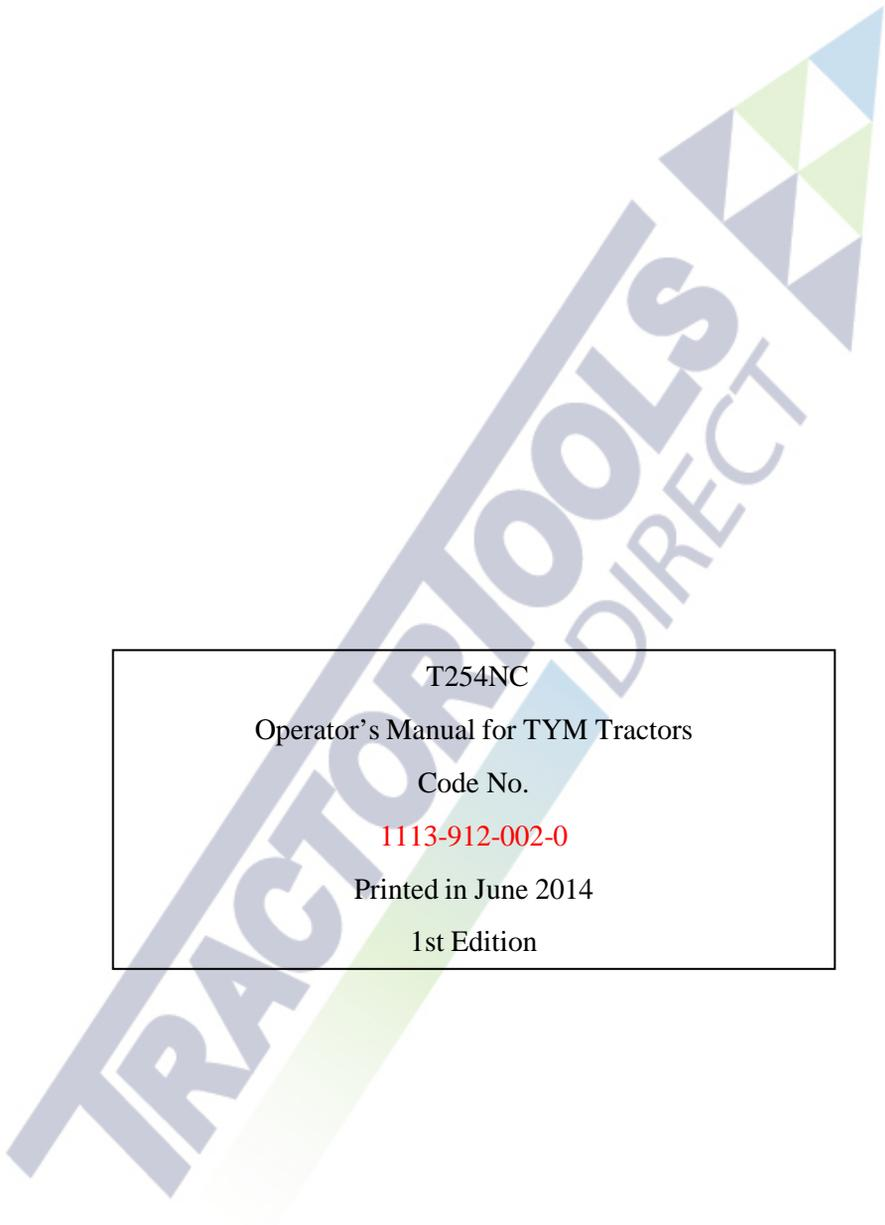 TRACTORTOOLS
DIRECT
T254NC
Operator’s Manual for TYM Tractors
Code No.
1113-912-002-0
Printed in June 2014
1st Edition